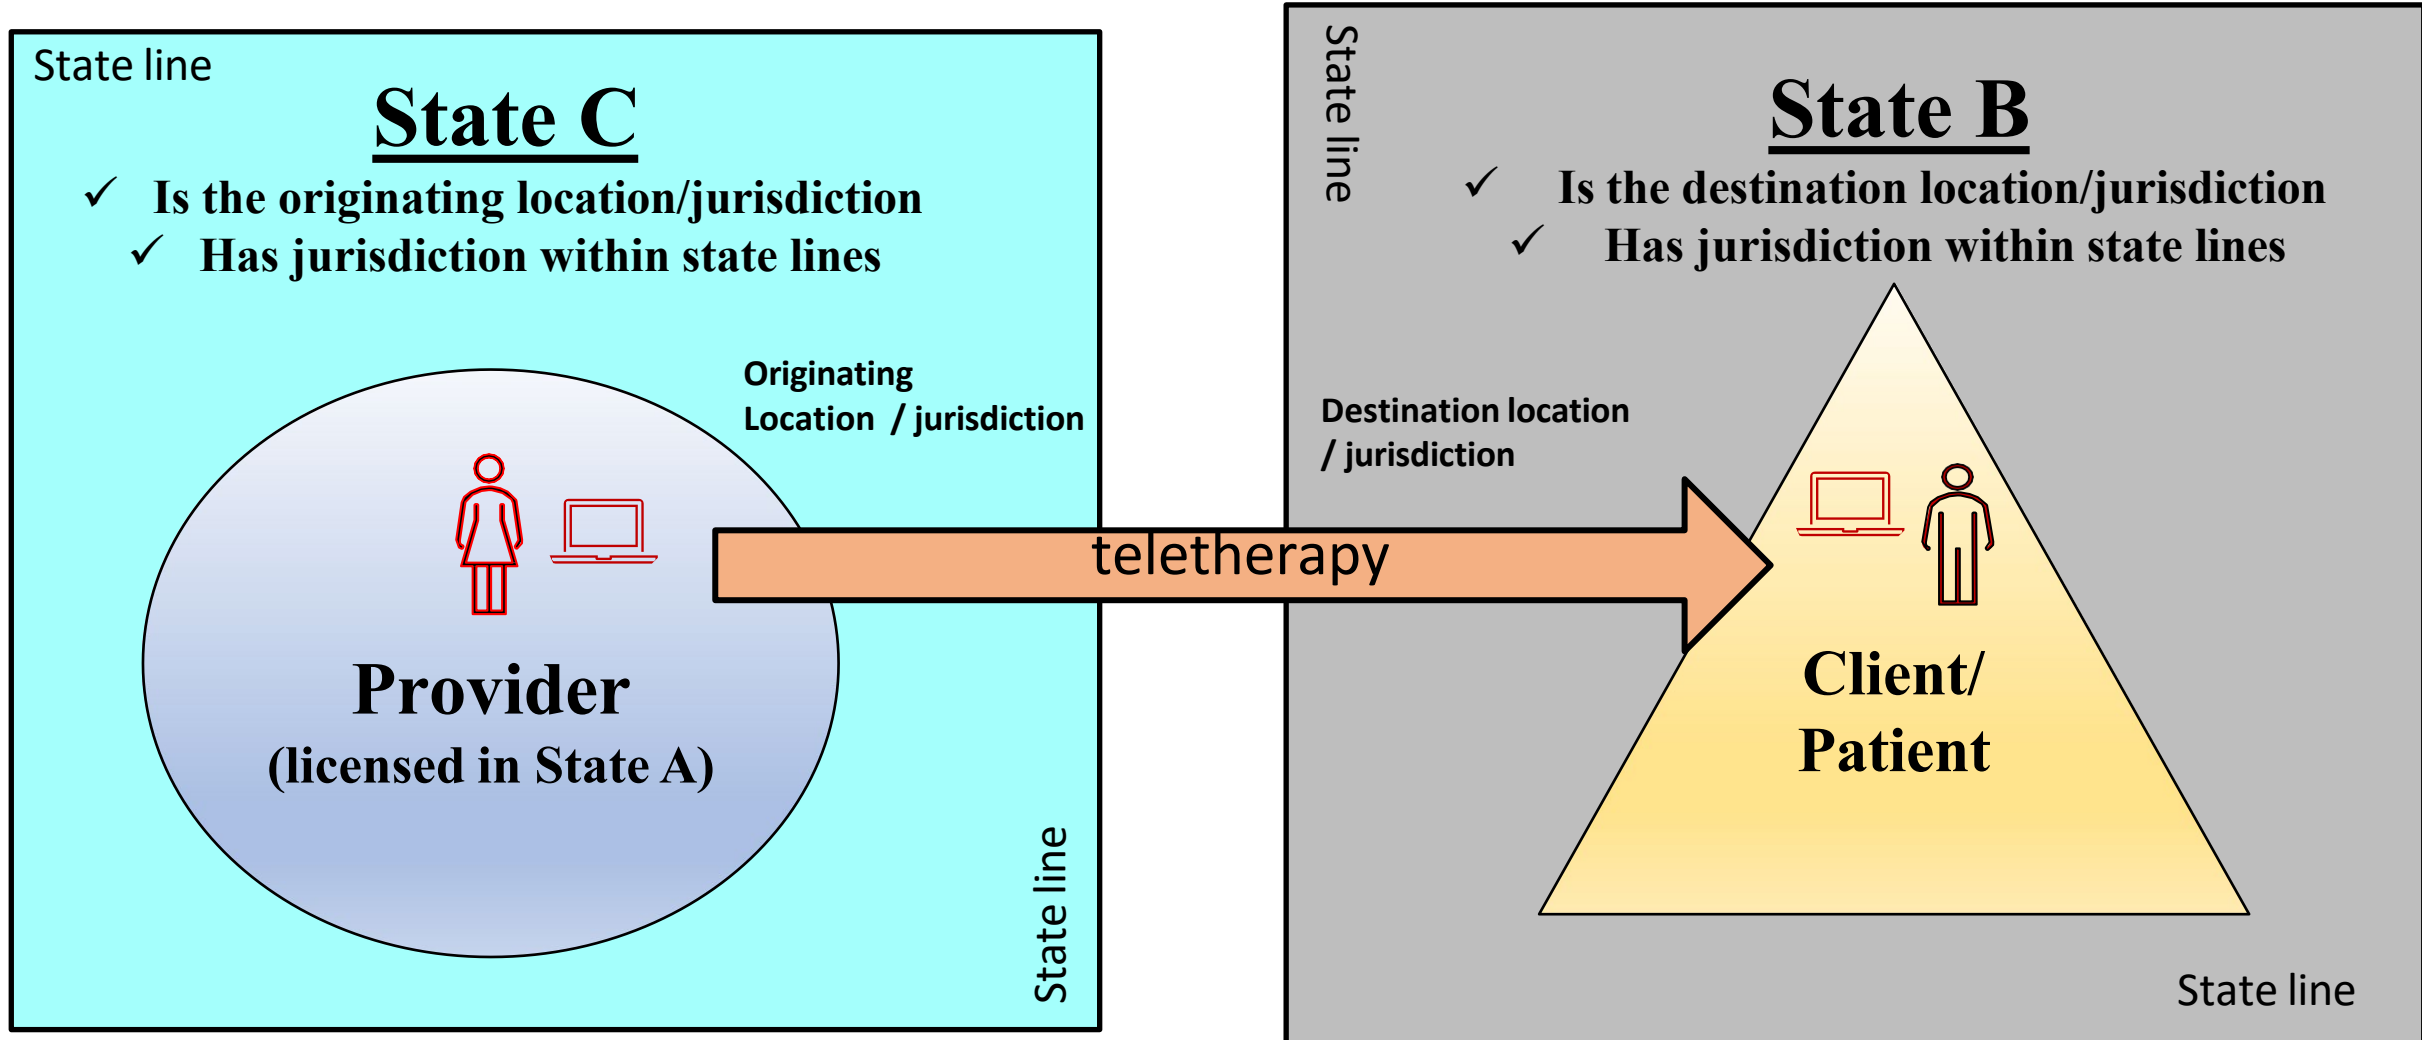 State line
State C
✓ Is the originating location/jurisdiction
✓ Has jurisdiction within state lines
Originating
Location / jurisdiction
Provider
(licensed in State A)
State line
teletherapy
State line
State B
✓ Is the destination location/jurisdiction
✓ Has jurisdiction within state lines
Destination location
/ jurisdiction
Client/
Patient
State line